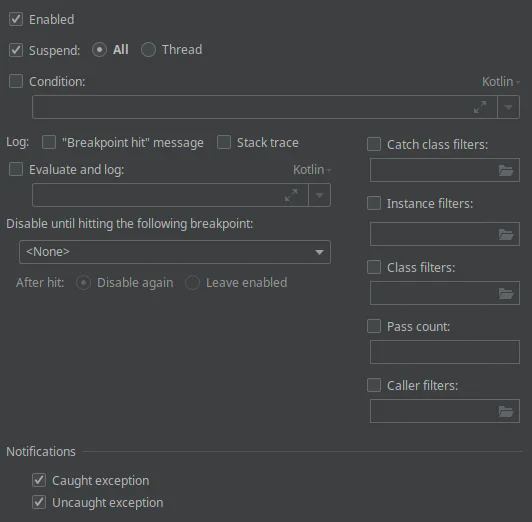 Enabled
Suspend: All Thread
Condition: Kotlin
Log: "Breakpoint hit" message Stack trace
Evaluate and log: Kotlin
Disable until hitting the following breakpoint:
<None>
After hit: Disable again Leave enabled
Catch class filters:
Instance filters:
Class filters:
Pass count:
Caller filters:
Notifications
Caught exception
Uncaught exception